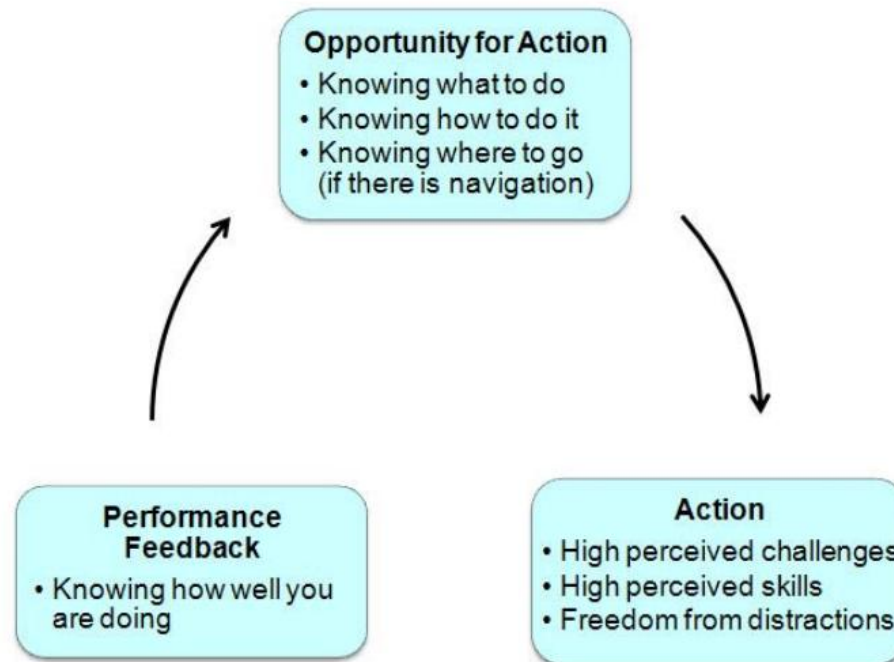 Opportunity for Action
• Knowing what to do
• Knowing how to do it
• Knowing where to go
(if there is navigation)
Performance
Feedback
• Knowing how well you
are doing
Action
• High perceived challenges
• High perceived skills
• Freedom from distractions